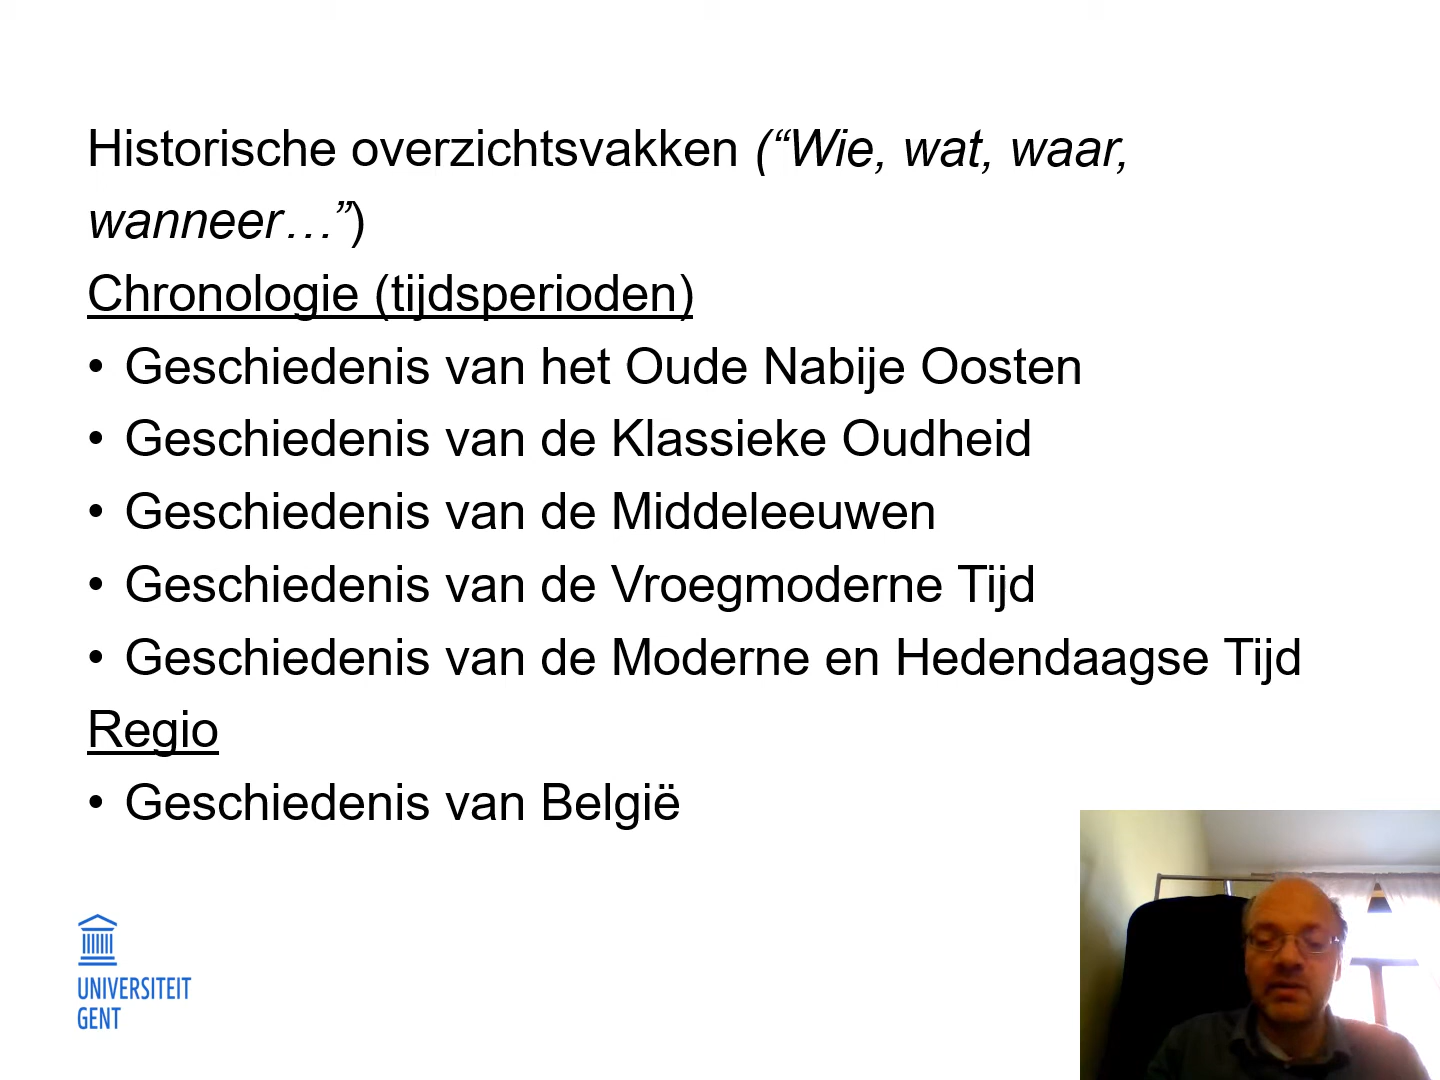 Historische overzichtsvakken (“Wie, wat, waar,
wanneer…”)
Chronologie (tijdsperioden)
• Geschiedenis van het Oude Nabije Oosten
• Geschiedenis van de Klassieke Oudheid
• Geschiedenis van de Middeleeuwen
• Geschiedenis van de Vroegmoderne Tijd
• Geschiedenis van de Moderne en Hedendaagse Tijd
Regio
• Geschiedenis van België
UNIVERSITEIT
GENT